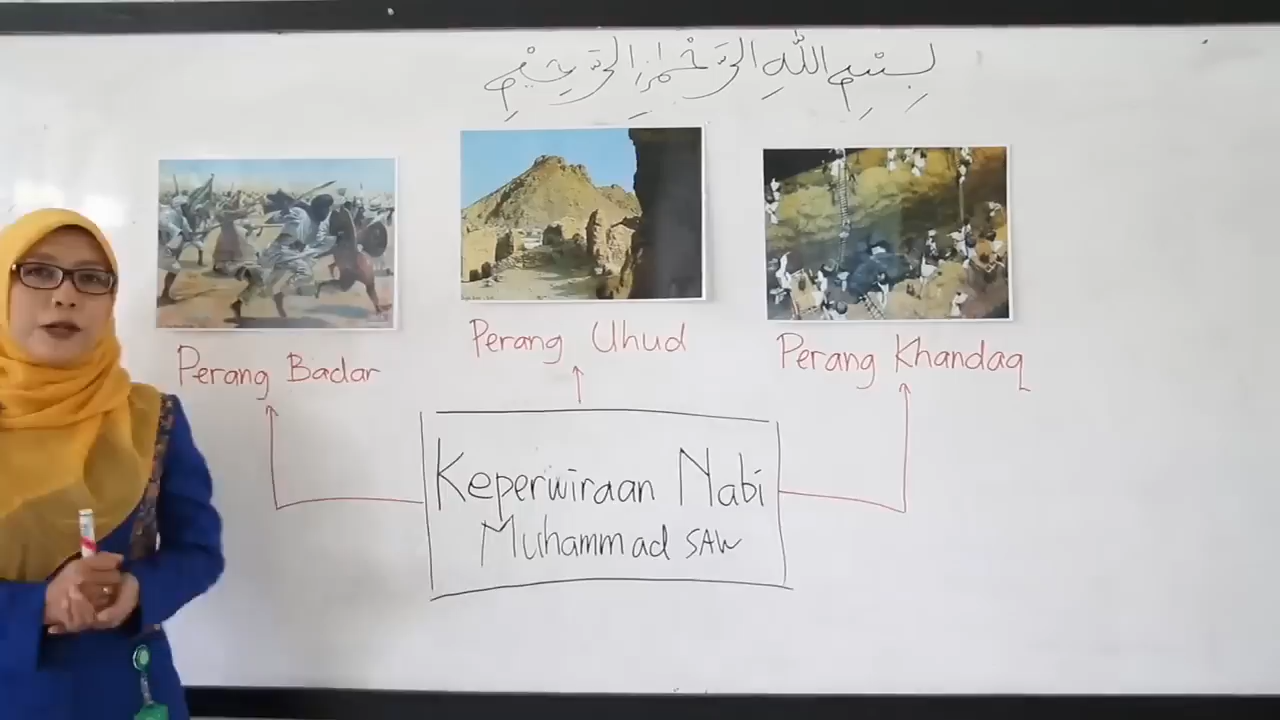 بِسْمِ اللَّهِ الرَّحْمَٰنِ الرَّحِيْمِ
Perang Badar
Perang Uhud
Perang Khandaq
Keperwiraan Nabi
Muhammad SAW